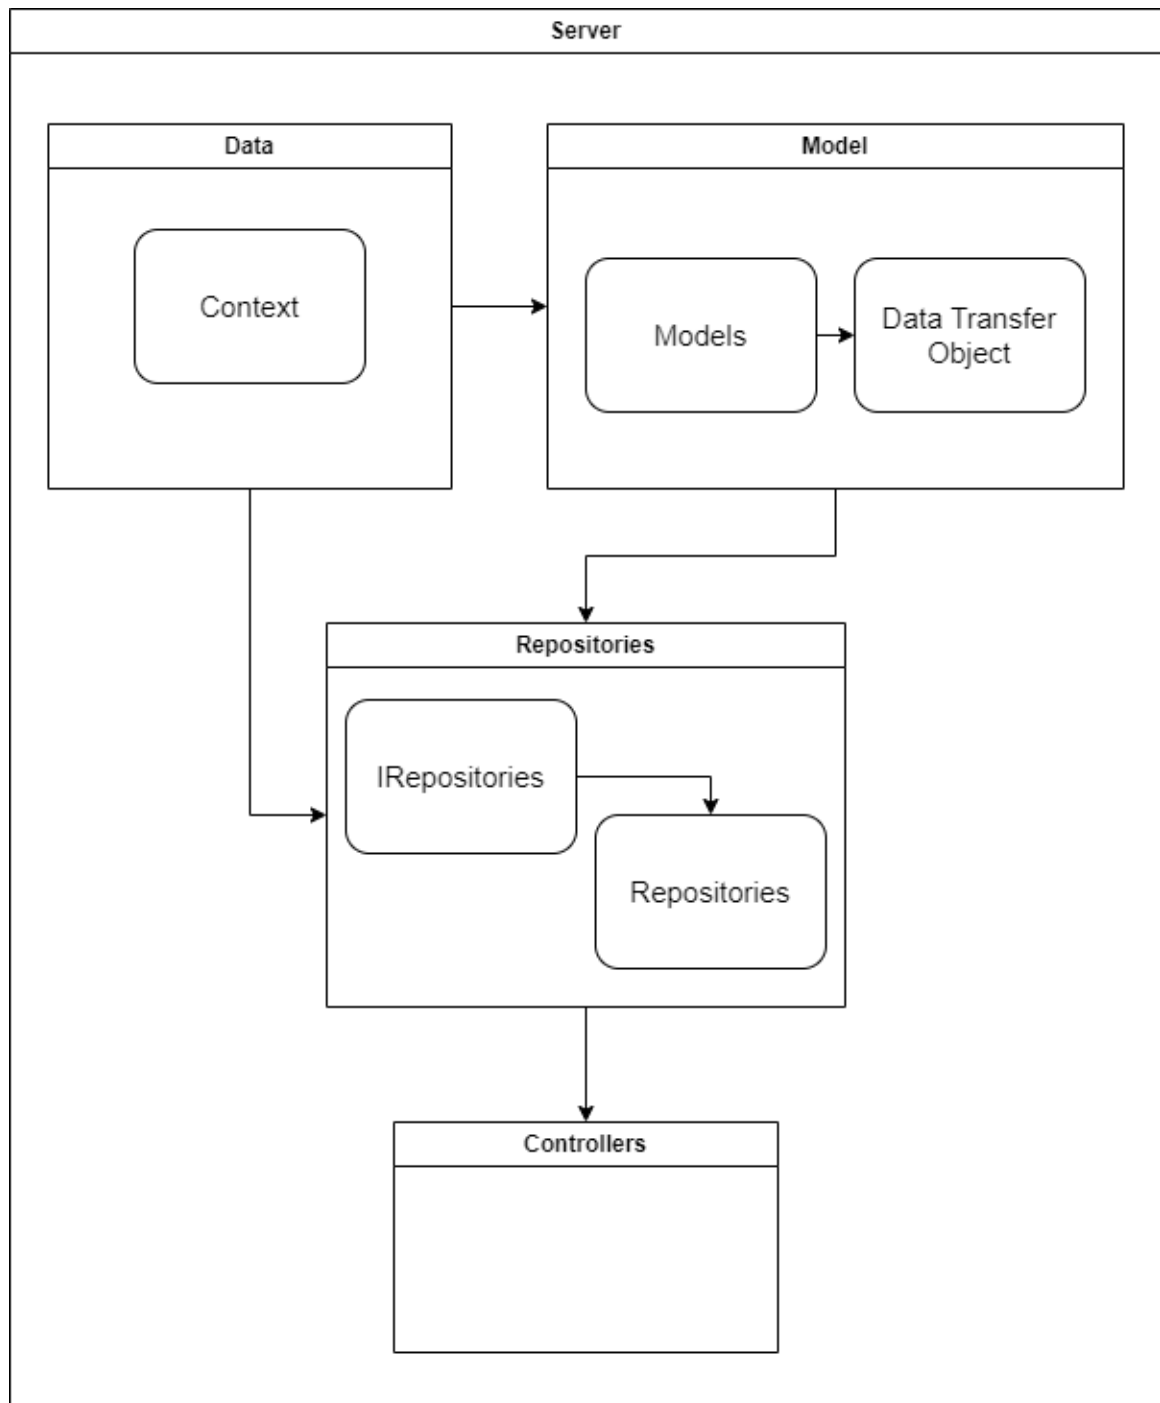 Server
Data
Model
Context
Models
Data Transfer
Object
Repositories
IRepositories
Repositories
Controllers